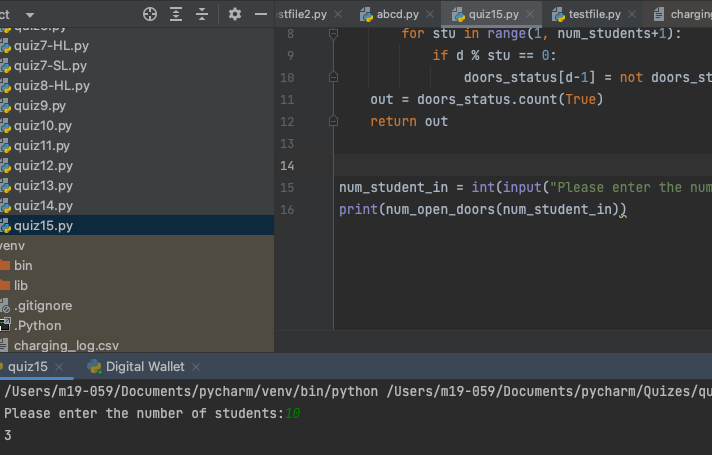 ct
estfile2.py
abcd.py
quiz15.py
testfile.py
charging
quiz7-HL.py
quiz7-SL.py
quiz8-HL.py
quiz9.py
quiz10.py
quiz11.py
quiz12.py
quiz13.py
quiz14.py
quiz15.py
venv
bin
lib
.gitignore
.Python
charging_log.csv
8 for stu in range(1, num_students+1):
9 if d % stu == 0:
10 doors_status[d-1] = not doors_st
11 out = doors_status.count(True)
12 return out
13
14
15 num_student_in = int(input("Please enter the num
16 print(num_open_doors(num_student_in))
quiz15
Digital Wallet
/Users/m19-059/Documents/pycharm/venv/bin/python /Users/m19-059/Documents/pycharm/Quizes/qu
Please enter the number of students:10
3